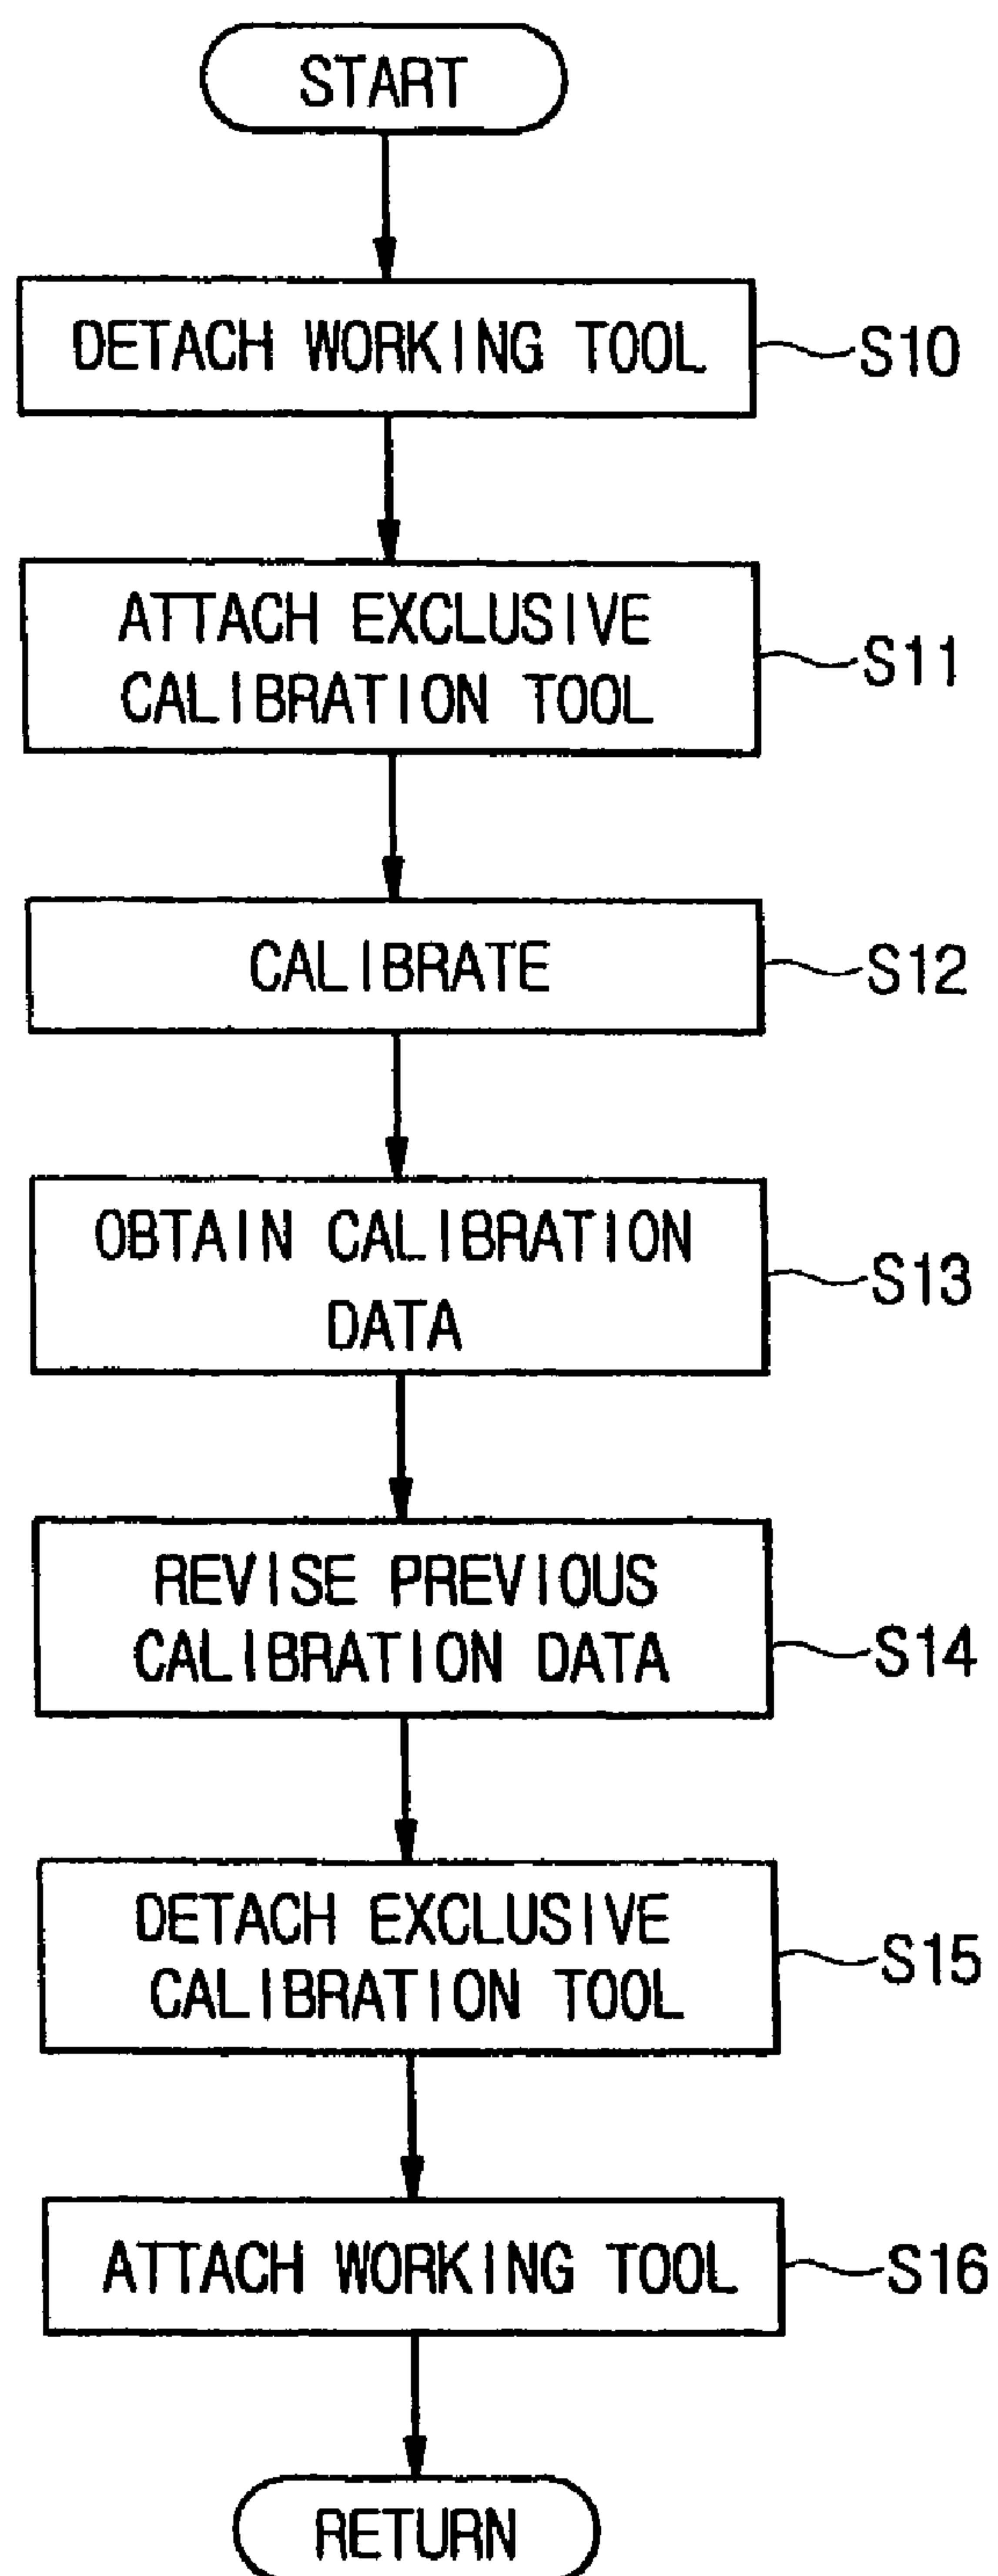 START
DETACH WORKING TOOL
S10
ATTACH EXCLUSIVE
CALIBRATION TOOL
S11
CALIBRATE
S12
OBTAIN CALIBRATION
DATA
S13
REVISE PREVIOUS
CALIBRATION DATA
S14
DETACH EXCLUSIVE
CALIBRATION TOOL
S15
ATTACH WORKING TOOL
S16
RETURN